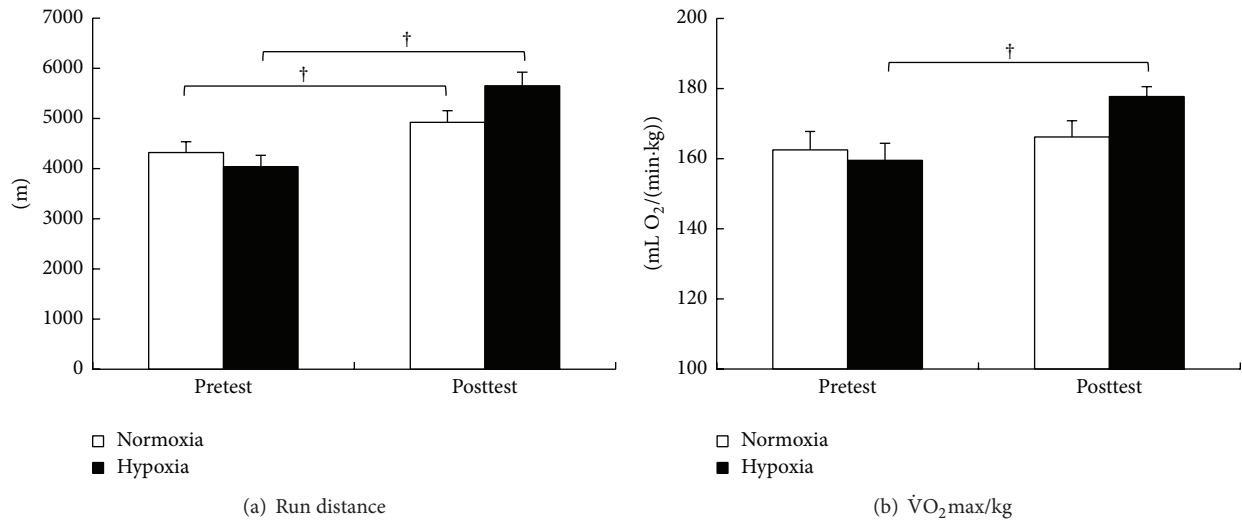 7000
6000
5000
4000
3000
2000
1000
0
(m)
†
†
Pretest
Posttest
Normoxia
Hypoxia
(a) Run distance
200
180
160
140
120
100
(mL O₂/(min·kg))
†
Pretest
Posttest
Normoxia
Hypoxia
(b) V̇O₂max/kg